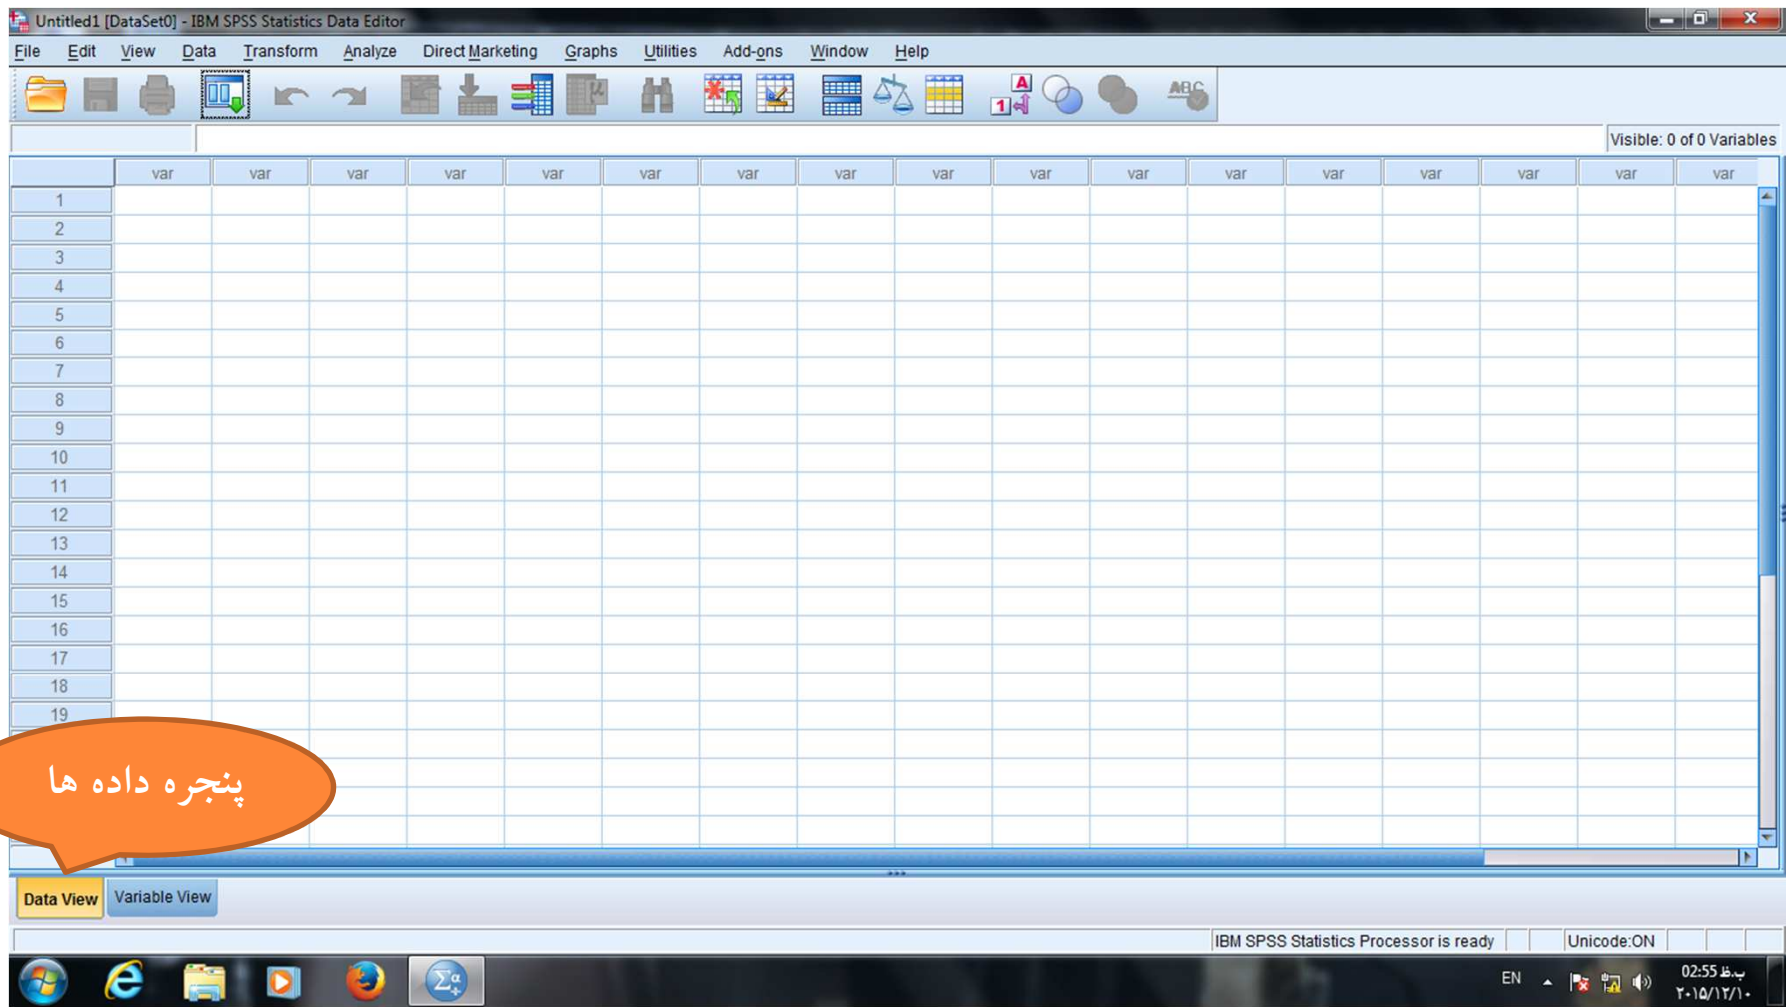 Untitled1 [DataSet0] - IBM SPSS Statistics Data Editor
File Edit View Data Transform Analyze Direct Marketing Graphs Utilities Add-ons Window Help
A
1
μ
ABC
Visible: 0 of 0 Variables
var var var var var var var var var var var var var var var var var
1
2
3
4
5
6
7
8
9
10
11
12
13
14
15
16
17
18
19
پنجره داده ها
Data View Variable View
IBM SPSS Statistics Processor is ready Unicode:ON
Σα
EN
02:55 ب.ظ
۲۰۱۵/۱۲/۱۰